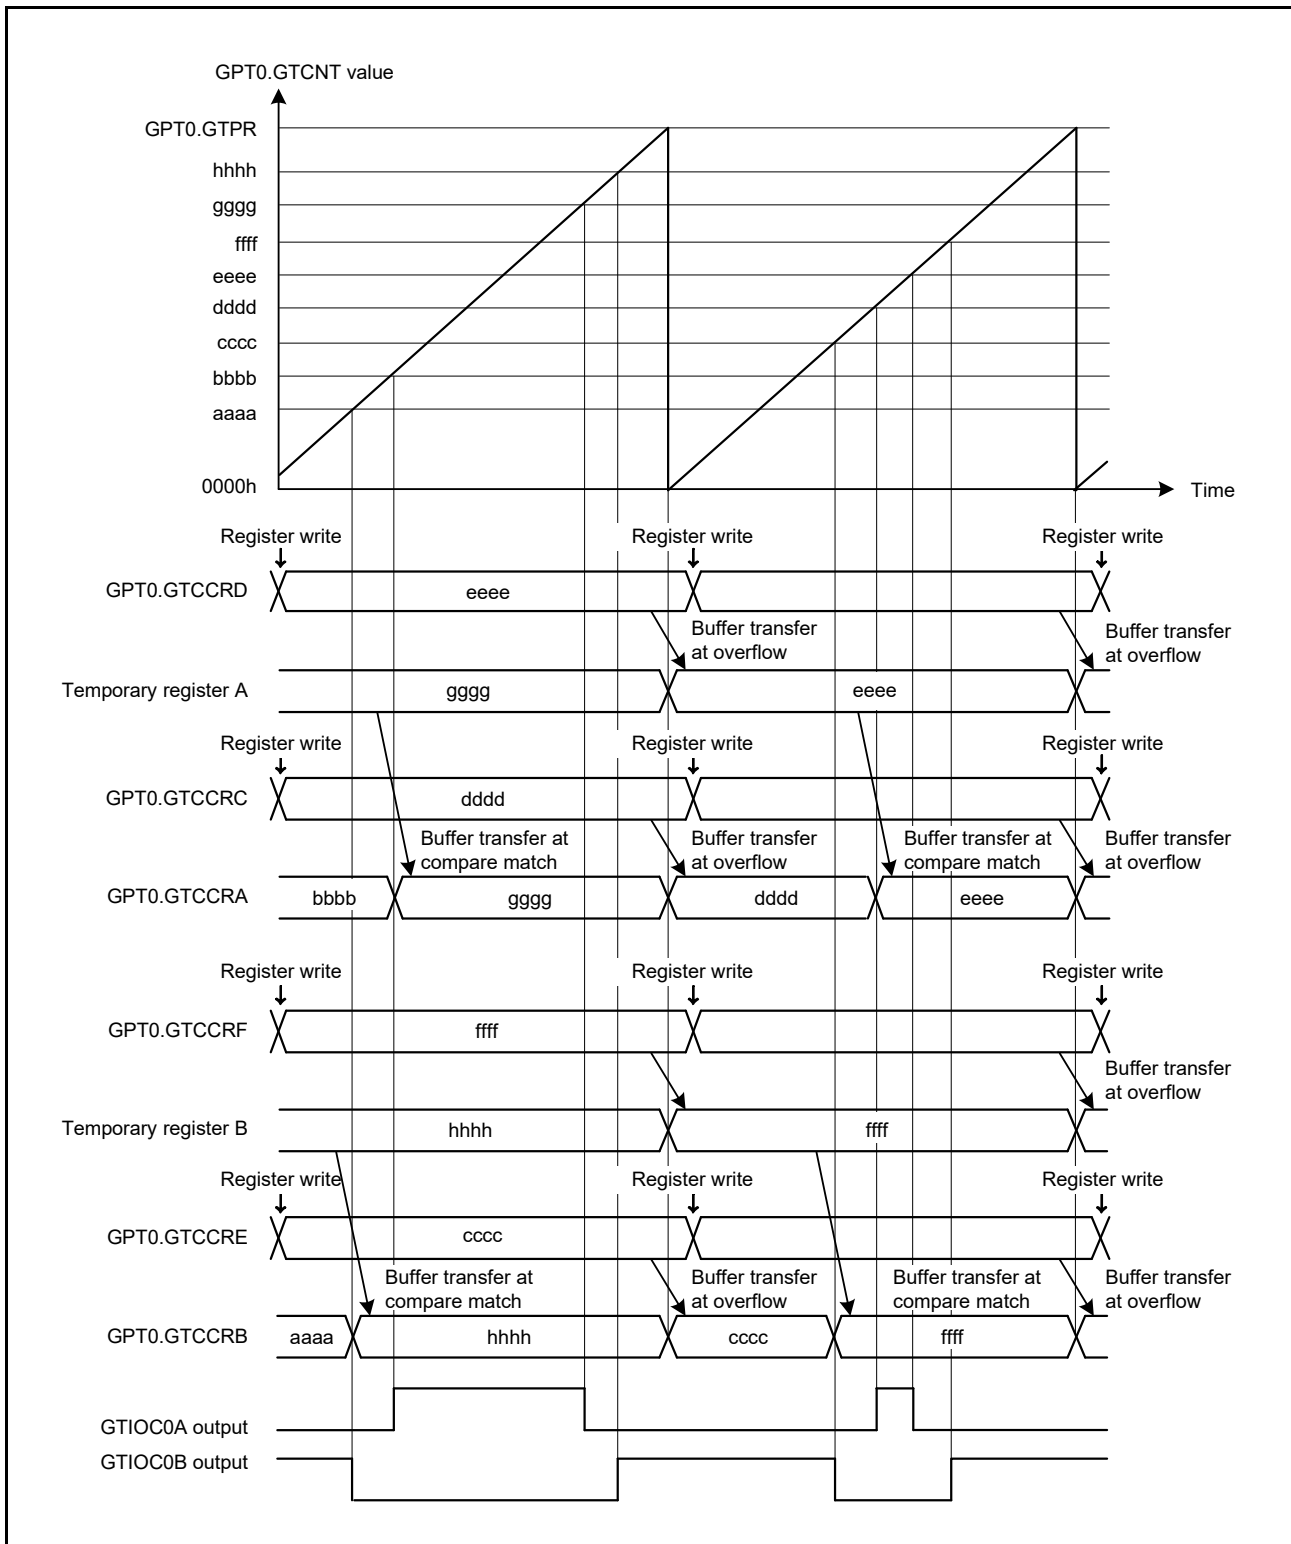 GPT0.GTCNT value
GPT0.GTPR
hhhh
gggg
ffff
eeee
dddd
cccc
bbbb
aaaa
0000h
Time
Register write Register write Register write
GPT0.GTCCRD eeee
Buffer transfer at overflow Buffer transfer at overflow
Temporary register A gggg eeee
Register write Register write Register write
GPT0.GTCCRC dddd
Buffer transfer at compare match Buffer transfer at overflow Buffer transfer at compare match Buffer transfer at overflow
GPT0.GTCCRA bbbb gggg dddd eeee
Register write Register write Register write
GPT0.GTCCRF ffff
Buffer transfer at overflow
Temporary register B hhhh ffff
Register write Register write Register write
GPT0.GTCCRE cccc
Buffer transfer at compare match Buffer transfer at overflow Buffer transfer at compare match Buffer transfer at overflow
GPT0.GTCCRB aaaa hhhh cccc ffff
GTIOC0A output
GTIOC0B output